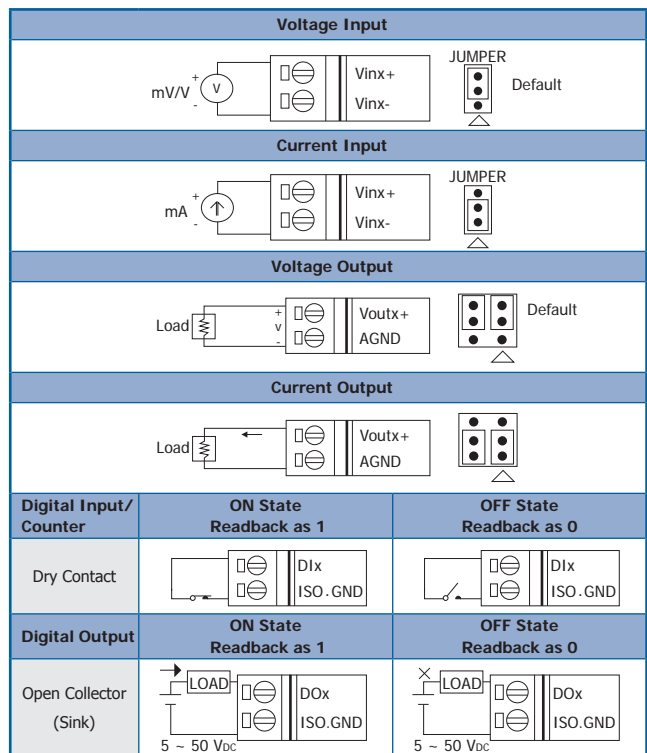 Voltage Input
JUMPER
mV/V
+
V
-
Vinx+
Vinx-
Default
Current Input
JUMPER
mA
+
-
Vinx+
Vinx-
Voltage Output
Load
+
v
-
Voutx+
AGND
Default
Current Output
Load
Voutx+
AGND
Digital Input/
Counter
ON State
Readback as 1
OFF State
Readback as 0
Dry Contact
DIx
ISO.GND
DIx
ISO.GND
Digital Output
ON State
Readback as 1
OFF State
Readback as 0
Open Collector
(Sink)
LOAD
DOx
ISO.GND
5 ~ 50 VDC
LOAD
DOx
ISO.GND
5 ~ 50 VDC